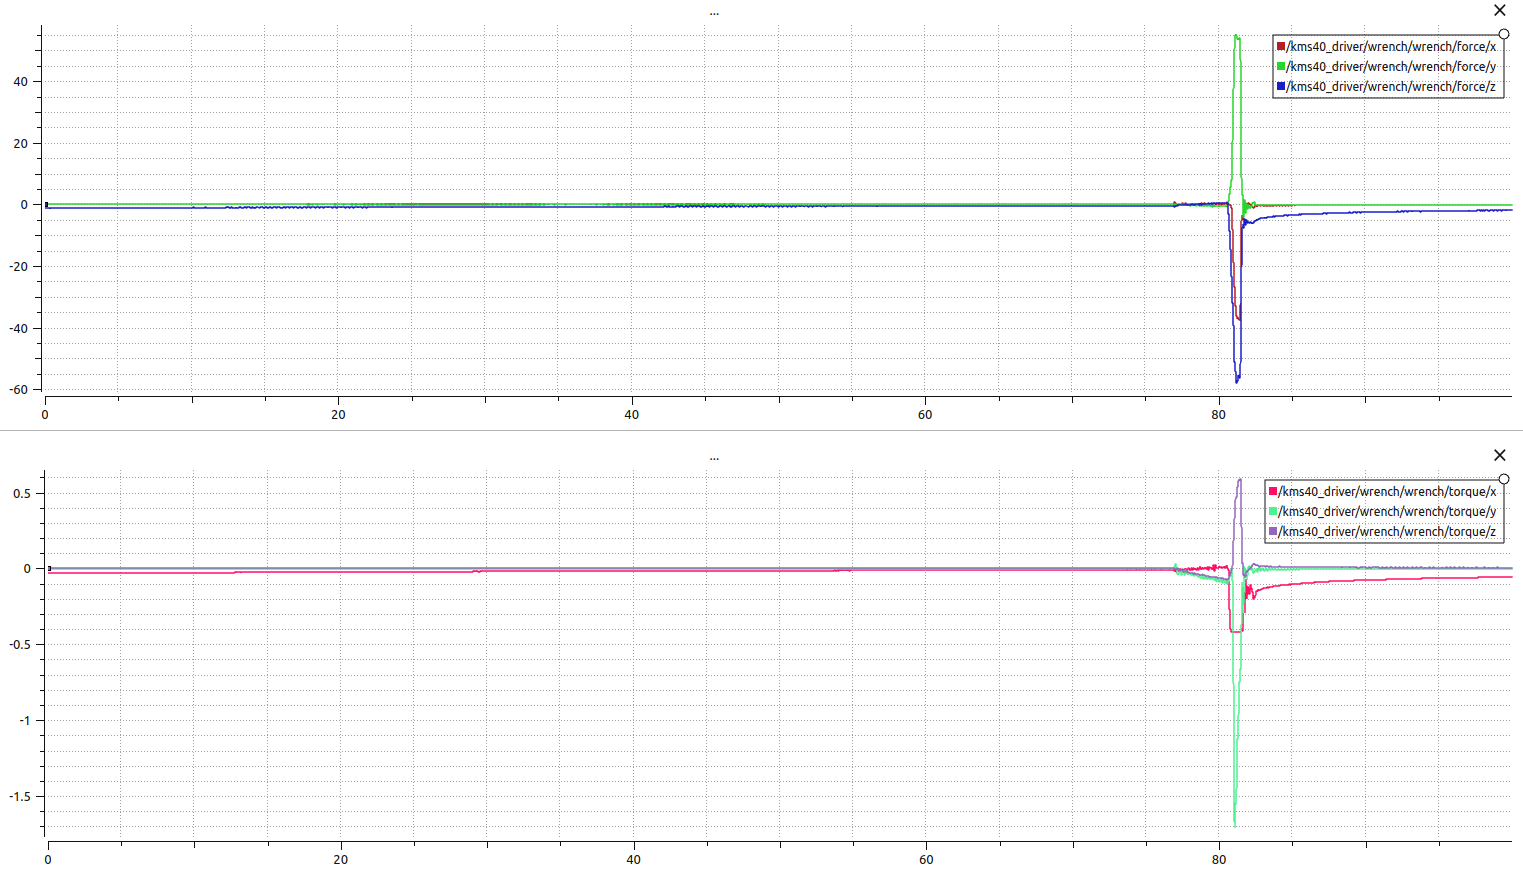 ...
/kms40_driver/wrench/wrench/force/x
/kms40_driver/wrench/wrench/force/y
/kms40_driver/wrench/wrench/force/z
40
20
0
-20
-40
-60
0 20 40 60 80
...
/kms40_driver/wrench/wrench/torque/x
/kms40_driver/wrench/wrench/torque/y
/kms40_driver/wrench/wrench/torque/z
0.5
0
-0.5
-1
-1.5
0 20 40 60 80